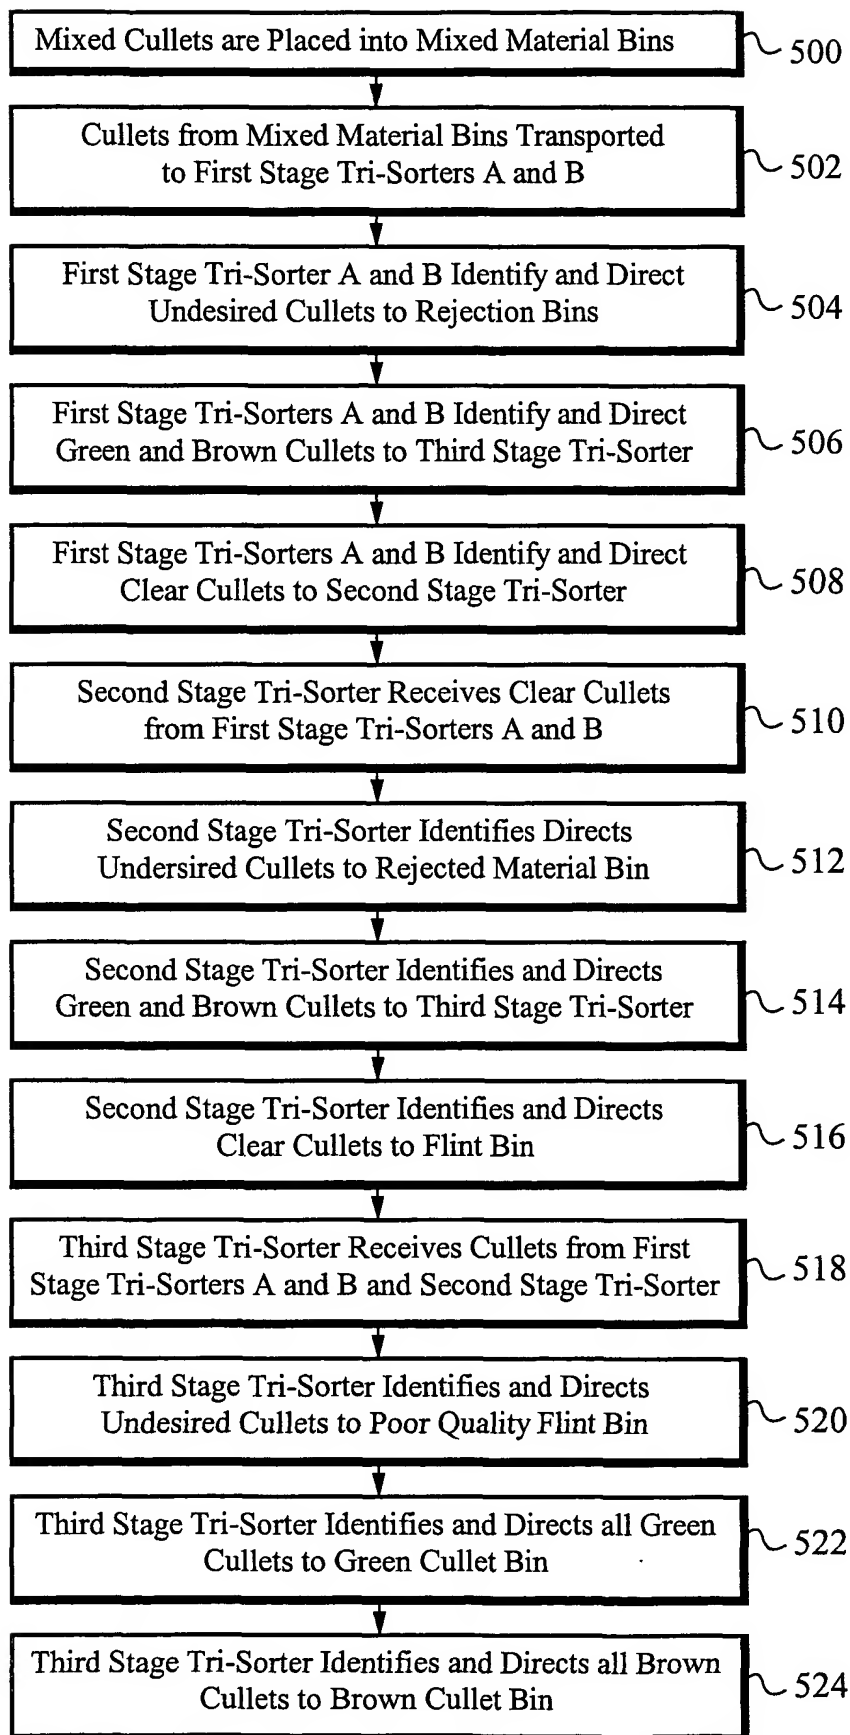 Mixed Cullets are Placed into Mixed Material Bins
500
Cullets from Mixed Material Bins Transported
to First Stage Tri-Sorters A and B
502
First Stage Tri-Sorter A and B Identify and Direct
Undesired Cullets to Rejection Bins
504
First Stage Tri-Sorters A and B Identify and Direct
Green and Brown Cullets to Third Stage Tri-Sorter
506
First Stage Tri-Sorters A and B Identify and Direct
Clear Cullets to Second Stage Tri-Sorter
508
Second Stage Tri-Sorter Receives Clear Cullets
from First Stage Tri-Sorters A and B
510
Second Stage Tri-Sorter Identifies Directs
Undersired Cullets to Rejected Material Bin
512
Second Stage Tri-Sorter Identifies and Directs
Green and Brown Cullets to Third Stage Tri-Sorter
514
Second Stage Tri-Sorter Identifies and Directs
Clear Cullets to Flint Bin
516
Third Stage Tri-Sorter Receives Cullets from First
Stage Tri-Sorters A and B and Second Stage Tri-Sorter
518
Third Stage Tri-Sorter Identifies and Directs
Undesired Cullets to Poor Quality Flint Bin
520
Third Stage Tri-Sorter Identifies and Directs all Green
Cullets to Green Cullet Bin
522
Third Stage Tri-Sorter Identifies and Directs all Brown
Cullets to Brown Cullet Bin
524